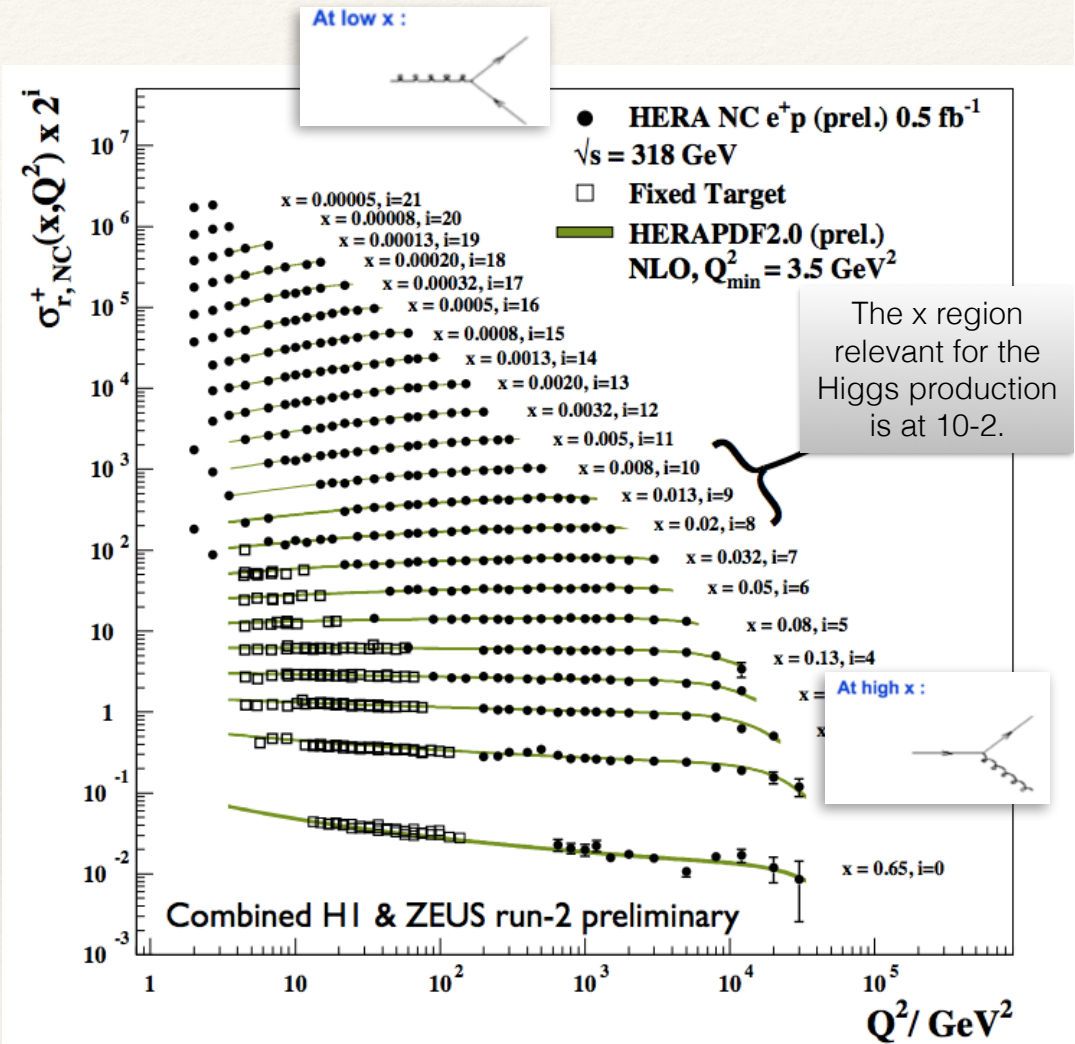 At low x :
σ⁺r, NC(x,Q²) x 2ⁱ
HERA NC e⁺p (prel.) 0.5 fb⁻¹
√s = 318 GeV
Fixed Target
HERAPDF2.0 (prel.)
NLO, Q²min = 3.5 GeV²
x = 0.00005, i=21
x = 0.00008, i=20
x = 0.00013, i=19
x = 0.00020, i=18
x = 0.00032, i=17
x = 0.0005, i=16
x = 0.0008, i=15
x = 0.0013, i=14
x = 0.0020, i=13
x = 0.0032, i=12
x = 0.005, i=11
x = 0.008, i=10
x = 0.013, i=9
x = 0.02, i=8
x = 0.032, i=7
x = 0.05, i=6
x = 0.08, i=5
x = 0.13, i=4
x =
x
x = 0.65, i=0
The x region
relevant for the
Higgs production
is at 10-2.
At high x :
Combined H1 & ZEUS run-2 preliminary
10⁷
10⁶
10⁵
10⁴
10³
10²
10
1
10⁻¹
10⁻²
10⁻³
1
10
10²
10³
10⁴
10⁵
Q²/ GeV²